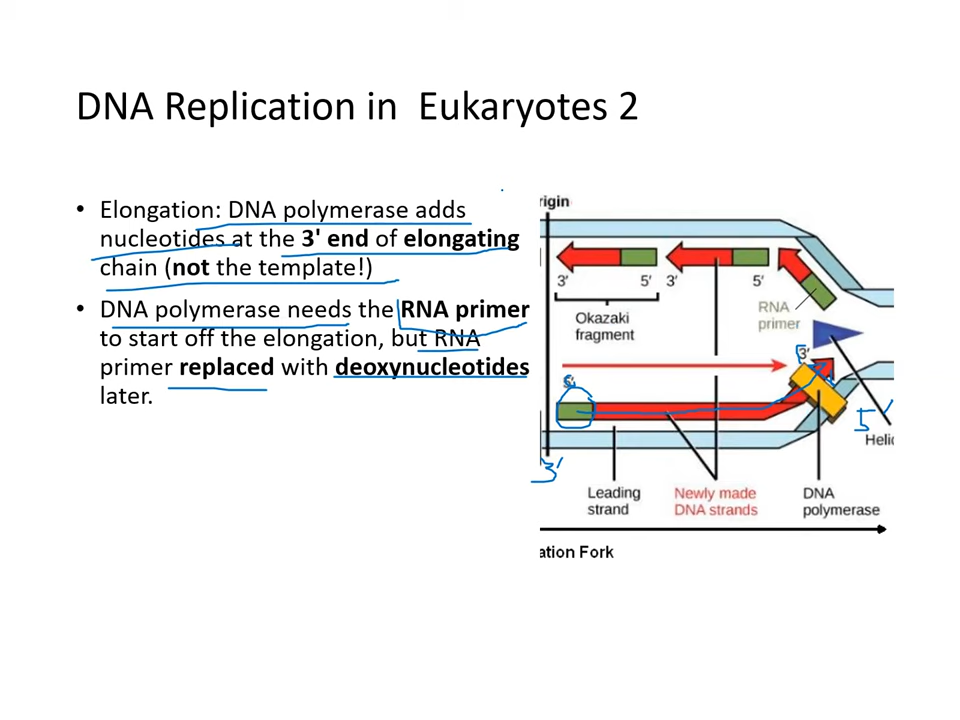 DNA Replication in Eukaryotes 2
• Elongation: DNA polymerase adds
nucleotides at the 3' end of elongating
chain (not the template!)
• DNA polymerase needs the RNA primer
to start off the elongation, but RNA
primer replaced with deoxynucleotides
later.
rigin
3' 5' 3' 5'
Okazaki
fragment
RNA
primer
3'
5'
3'
Helic
Leading
strand
Newly made
DNA strands
DNA
polymerase
ation Fork